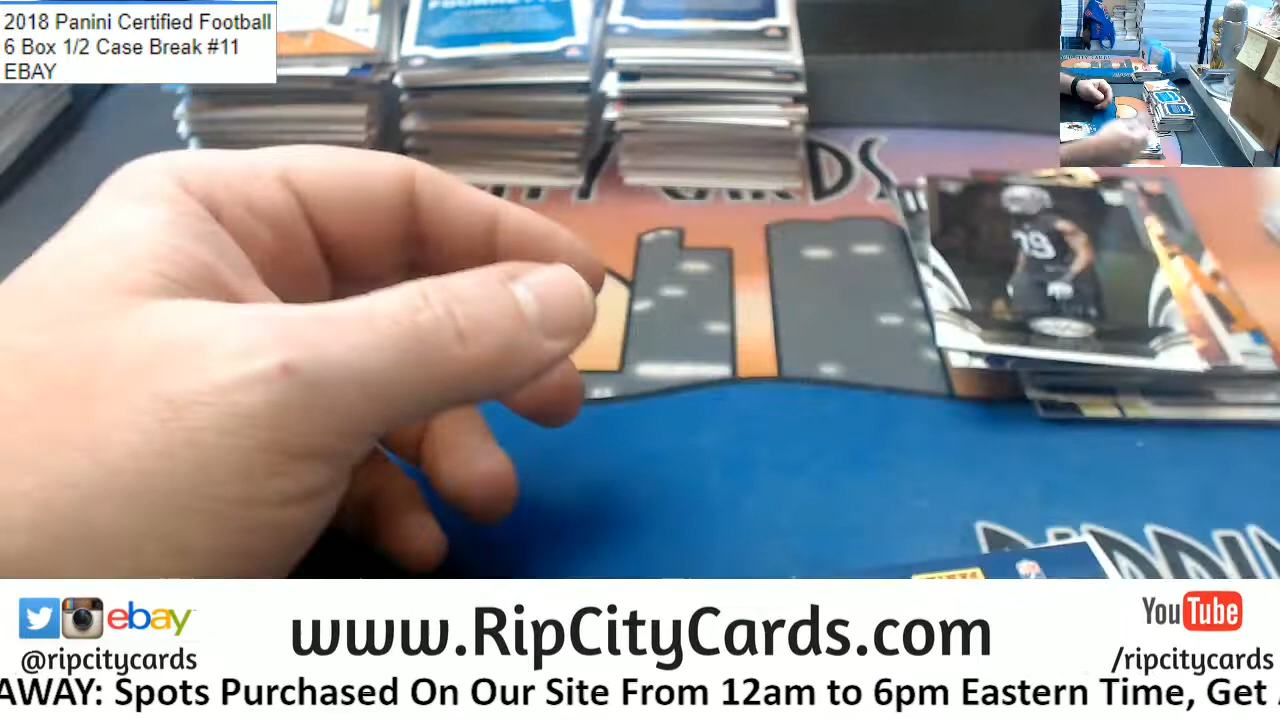 2018 Panini Certified Football
6 Box 1/2 Case Break #11
EBAY
19
ebay
@ripcitycards
www.RipCityCards.com
YouTube
/ripcitycards
AWAY: Spots Purchased On Our Site From 12am to 6pm Eastern Time, Get